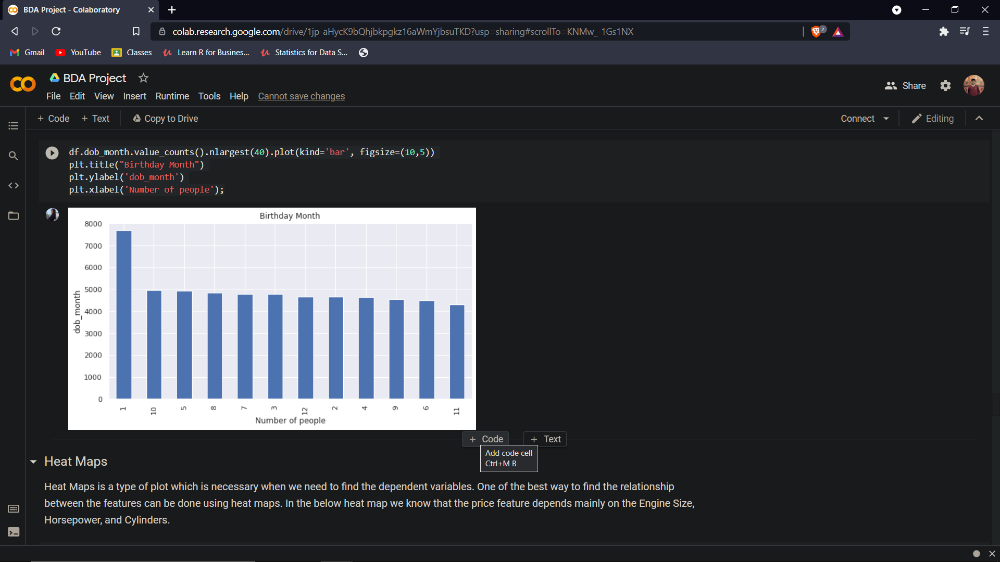 BDA Project - Colaboratory
colab.research.google.com/drive/1jp-aHycK9bQhjbkpgkz16aWmYjbsuTKD?usp=sharing#scrollTo=KNMw_-1Gs1NX
2
Gmail YouTube Classes Learn R for Busines... Statistics for Data S...
BDA Project
Share
File Edit View Insert Runtime Tools Help Cannot save changes
+ Code + Text Copy to Drive Connect Editing
df.dob_month.value_counts().nlargest(40).plot(kind='bar', figsize=(10,5))
plt.title("Birthday Month")
plt.ylabel('dob_month')
plt.xlabel('Number of people');
Birthday Month
8000
7000
6000
5000
4000
3000
2000
1000
0
dob_month
1 10 5 8 7 3 12 2 4 9 6 11
Number of people
+ Code + Text
Add code cell
Ctrl+M B
Heat Maps
Heat Maps is a type of plot which is necessary when we need to find the dependent variables. One of the best way to find the relationship
between the features can be done using heat maps. In the below heat map we know that the price feature depends mainly on the Engine Size,
Horsepower, and Cylinders.